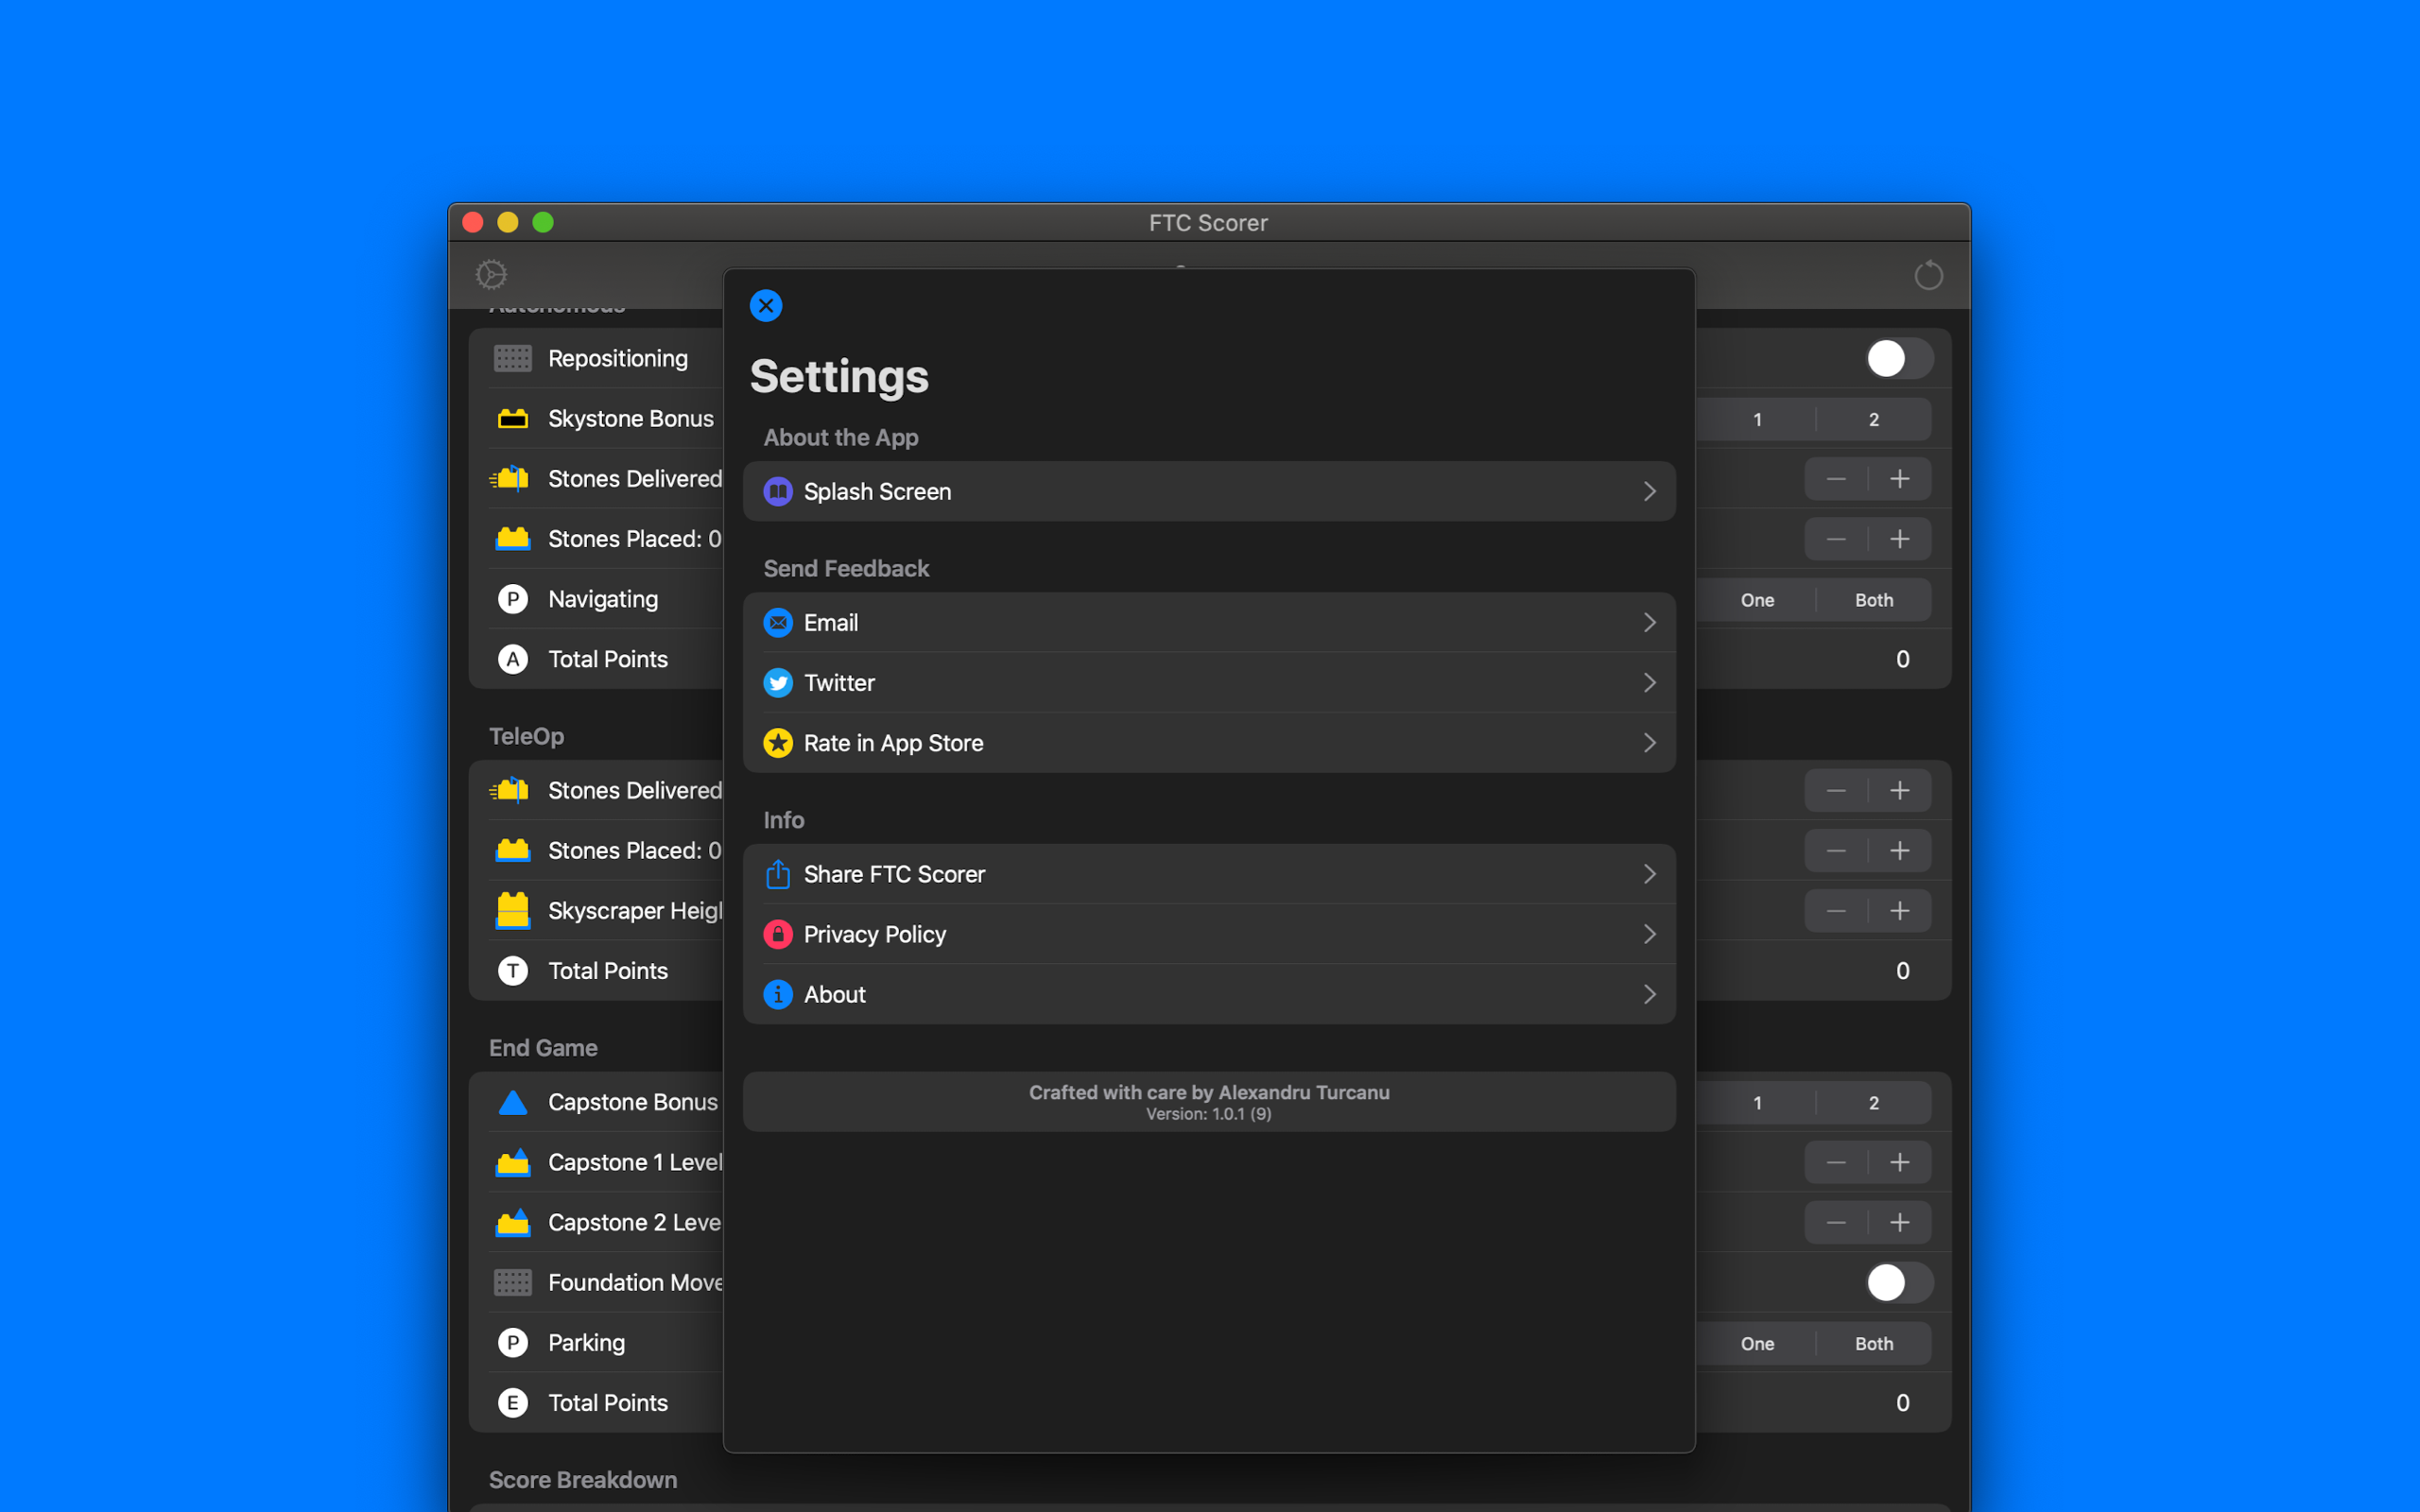 FTC Scorer
Autonomous
Repositioning
Skystone Bonus
1 2
Stones Delivered
Stones Placed: 0
P Navigating
One Both
A Total Points
0
TeleOp
Stones Delivered
Stones Placed: 0
Skyscraper Heig
T Total Points
0
End Game
Capstone Bonus
1 2
Capstone 1 Level
Capstone 2 Leve
Foundation Move
P Parking
One Both
E Total Points
0
Score Breakdown
Settings
About the App
Splash Screen
Send Feedback
Email
Twitter
Rate in App Store
Info
Share FTC Scorer
Privacy Policy
i About
Crafted with care by Alexandru Turcanu
Version: 1.0.1 (9)